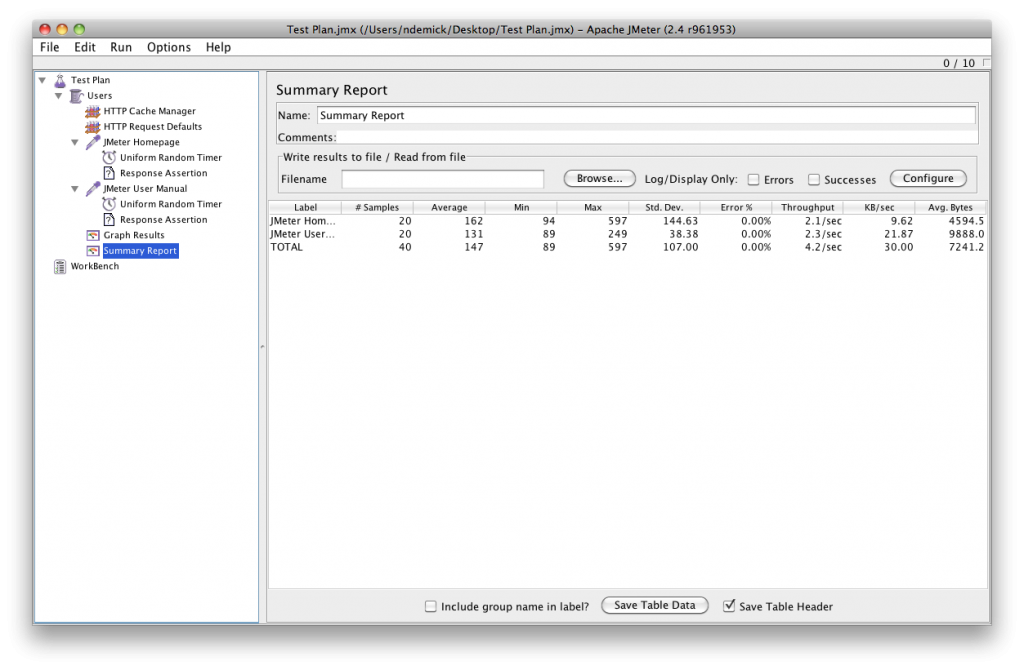 Test Plan.jmx (/Users/ndemick/Desktop/Test Plan.jmx) – Apache JMeter (2.4 r961953)
File Edit Run Options Help
0 / 10
Test Plan
Users
HTTP Cache Manager
HTTP Request Defaults
JMeter Homepage
Uniform Random Timer
Response Assertion
JMeter User Manual
Uniform Random Timer
Response Assertion
Graph Results
Summary Report
WorkBench
Summary Report
Name: Summary Report
Comments:
Write results to file / Read from file
Filename Browse... Log/Display Only: Errors Successes Configure
Label # Samples Average Min Max Std. Dev. Error % Throughput KB/sec Avg. Bytes
JMeter Hom... 20 162 94 597 144.63 0.00% 2.1/sec 9.62 4594.5
JMeter User... 20 131 89 249 38.38 0.00% 2.3/sec 21.87 9888.0
TOTAL 40 147 89 597 107.00 0.00% 4.2/sec 30.00 7241.2
Include group name in label? Save Table Data Save Table Header